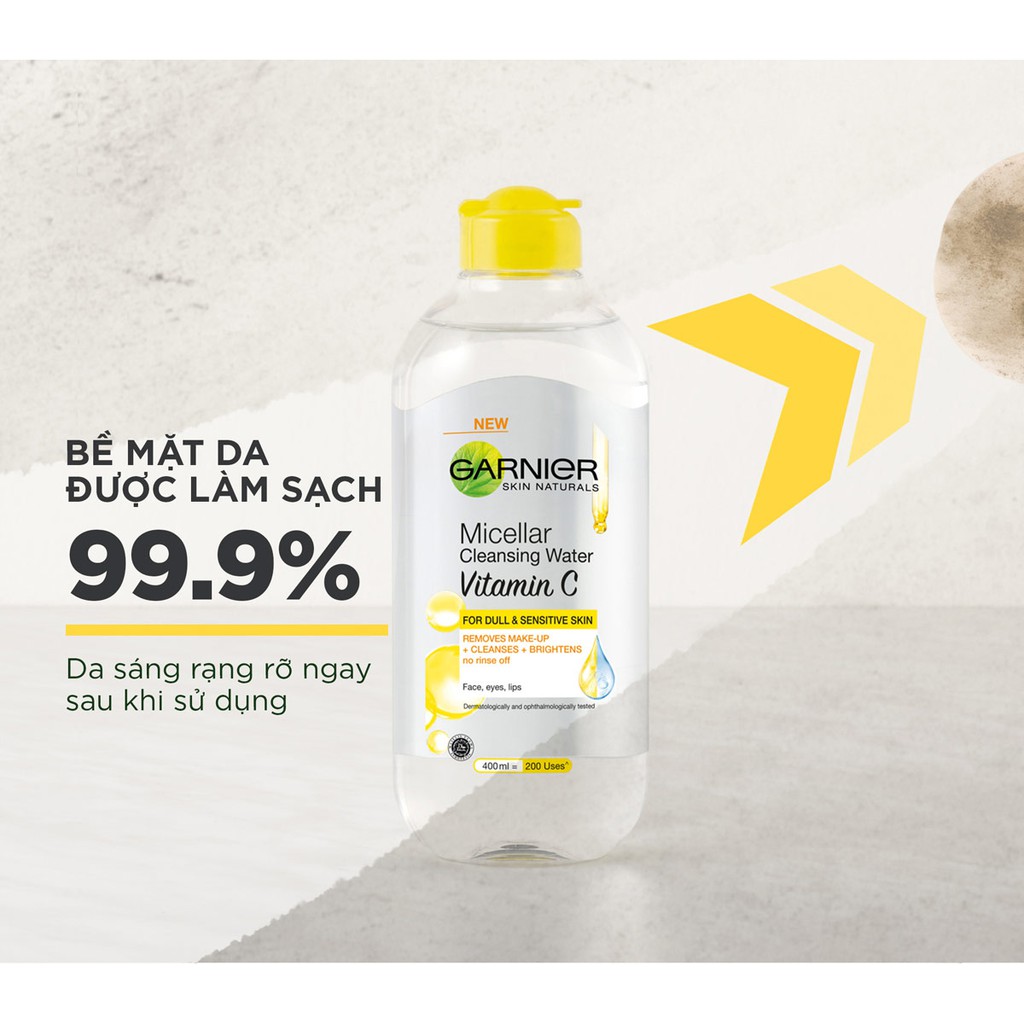 BỀ MẶT DA
ĐƯỢC LÀM SẠCH
99.9%
Da sáng rạng rỡ ngay
sau khi sử dụng
NEW
GARNIER
SKIN NATURALS
Micellar
Cleansing Water
Vitamin C
FOR DULL & SENSITIVE SKIN
REMOVES MAKE-UP
+ CLEANSES + BRIGHTENS
no rinse off
Face, eyes, lips
Dermatologically and ophthalmologically tested
400ml = 200 Uses^